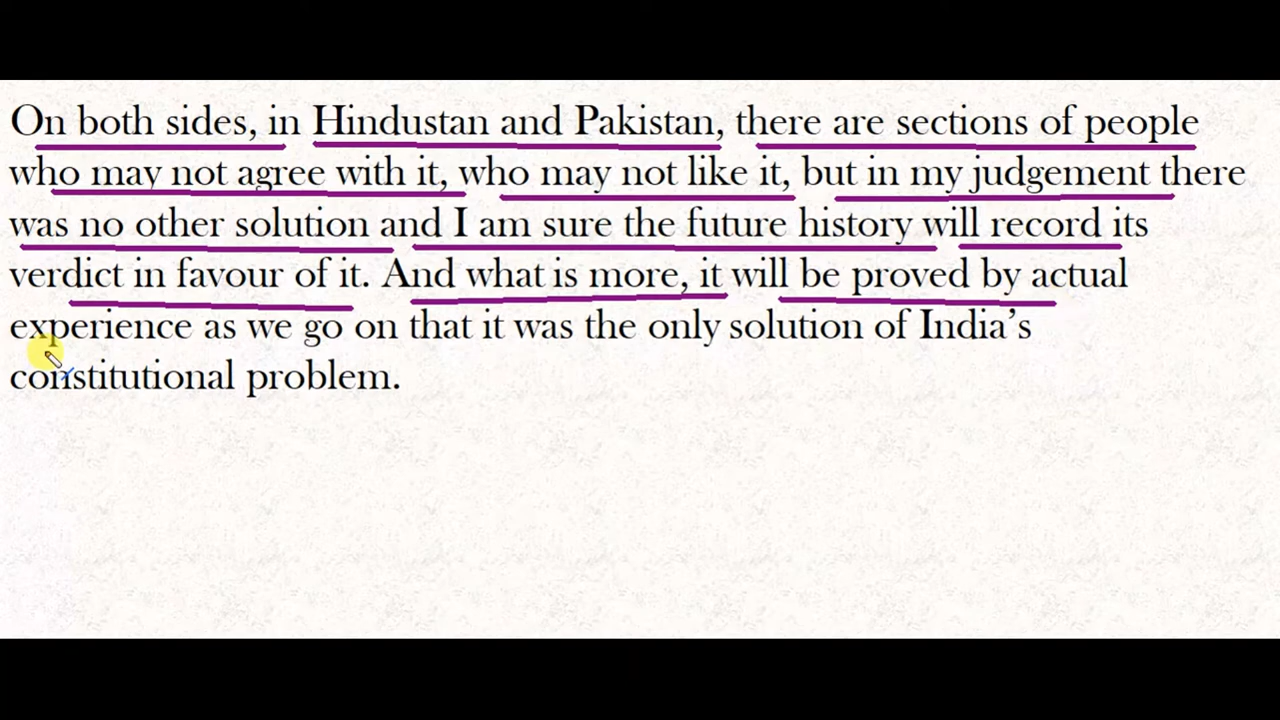 On both sides, in Hindustan and Pakistan, there are sections of people
who may not agree with it, who may not like it, but in my judgement there
was no other solution and I am sure the future history will record its
verdict in favour of it. And what is more, it will be proved by actual
experience as we go on that it was the only solution of India’s
constitutional problem.